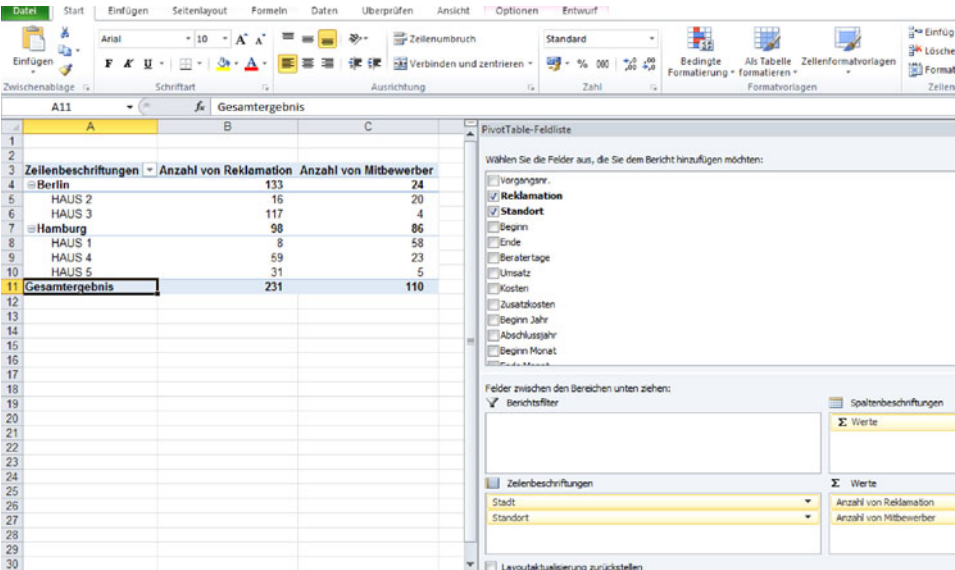 Datei Start Einfügen Seitenlayout Formeln Daten Überprüfen Ansicht Optionen Entwurf
Arial 10 A A Zeilenumbruch Standard Einfüg
Einfügen F K U A Verbinden und zentrieren % 000 Bedingte Formatierung Als Tabelle formatieren Zellenformatvorlagen Lösche
Format
Zwischenablage Schriftart Ausrichtung Zahl Formatvorlagen Zellen
A11 fx Gesamtergebnis
A B C
PivotTable-Feldliste
1
2
3 Zeilenbeschriftungen Anzahl von Reklamation Anzahl von Mitbewerber
4 Berlin 133 24
5 HAUS 2 16 20
6 HAUS 3 117 4
7 Hamburg 98 86
8 HAUS 1 8 58
9 HAUS 4 59 23
10 HAUS 5 31 5
11 Gesamtergebnis 231 110
12
13
14
15
16
17
18
19
20
21
22
23
24
25
26
27
28
29
30
Wählen Sie die Felder aus, die Sie dem Bericht hinzufügen möchten:
Vorgangsnr.
Reklamation
Standort
Beginn
Ende
Beratertage
Umsatz
Kosten
Zusatzkosten
Beginn Jahr
Abschlussjahr
Beginn Monat
Felder zwischen den Bereichen unten ziehen:
Berichtsfilter Spaltenbeschriftungen
Σ Werte
Zeilenbeschriftungen Σ Werte
Stadt Anzahl von Reklamation
Standort Anzahl von Mitbewerber
Layoutaktualisierung zurückstellen